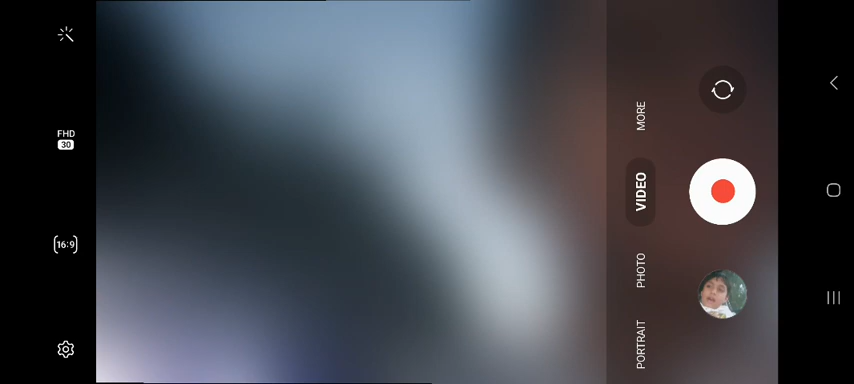 FHD
30
16:9
MORE
VIDEO
PHOTO
PORTRAIT